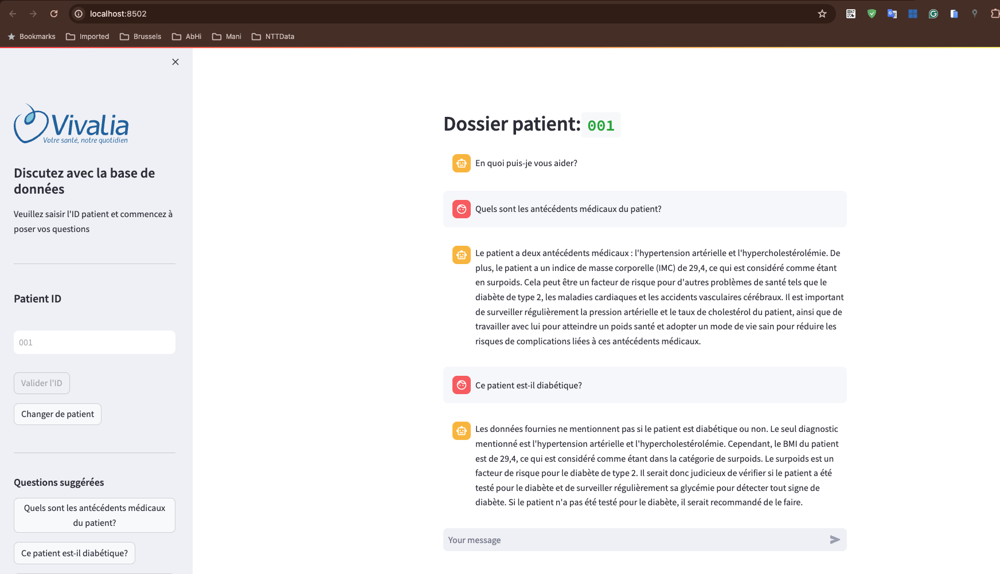 localhost:8502
Bookmarks
Imported
Brussels
AbHi
Mani
NTTData
Vivalia
Votre santé, notre quotidien
Discutez avec la base de
données
Veuillez saisir l'ID patient et commencez à
poser vos questions
Patient ID
001
Valider l'ID
Changer de patient
Questions suggérées
Quels sont les antécédents médicaux
du patient?
Ce patient est-il diabétique?
Dossier patient: 001
En quoi puis-je vous aider?
Quels sont les antécédents médicaux du patient?
Le patient a deux antécédents médicaux : l'hypertension artérielle et l'hypercholestérolémie. De
plus, le patient a un indice de masse corporelle (IMC) de 29,4, ce qui est considéré comme étant
en surpoids. Cela peut être un facteur de risque pour d'autres problèmes de santé tels que le
diabète de type 2, les maladies cardiaques et les accidents vasculaires cérébraux. Il est important
de surveiller régulièrement la pression artérielle et le taux de cholestérol du patient, ainsi que de
travailler avec lui pour atteindre un poids santé et adopter un mode de vie sain pour réduire les
risques de complications liées à ces antécédents médicaux.
Ce patient est-il diabétique?
Les données fournies ne mentionnent pas si le patient est diabétique ou non. Le seul diagnostic
mentionné est l'hypertension artérielle et l'hypercholestérolémie. Cependant, le BMI du patient
est de 29,4, ce qui est considéré comme étant dans la catégorie de surpoids. Le surpoids est un
facteur de risque pour le diabète de type 2. Il serait donc judicieux de vérifier si le patient a été
testé pour le diabète et de surveiller régulièrement sa glycémie pour détecter tout signe de
diabète. Si le patient n'a pas été testé pour le diabète, il serait recommandé de le faire.
Your message